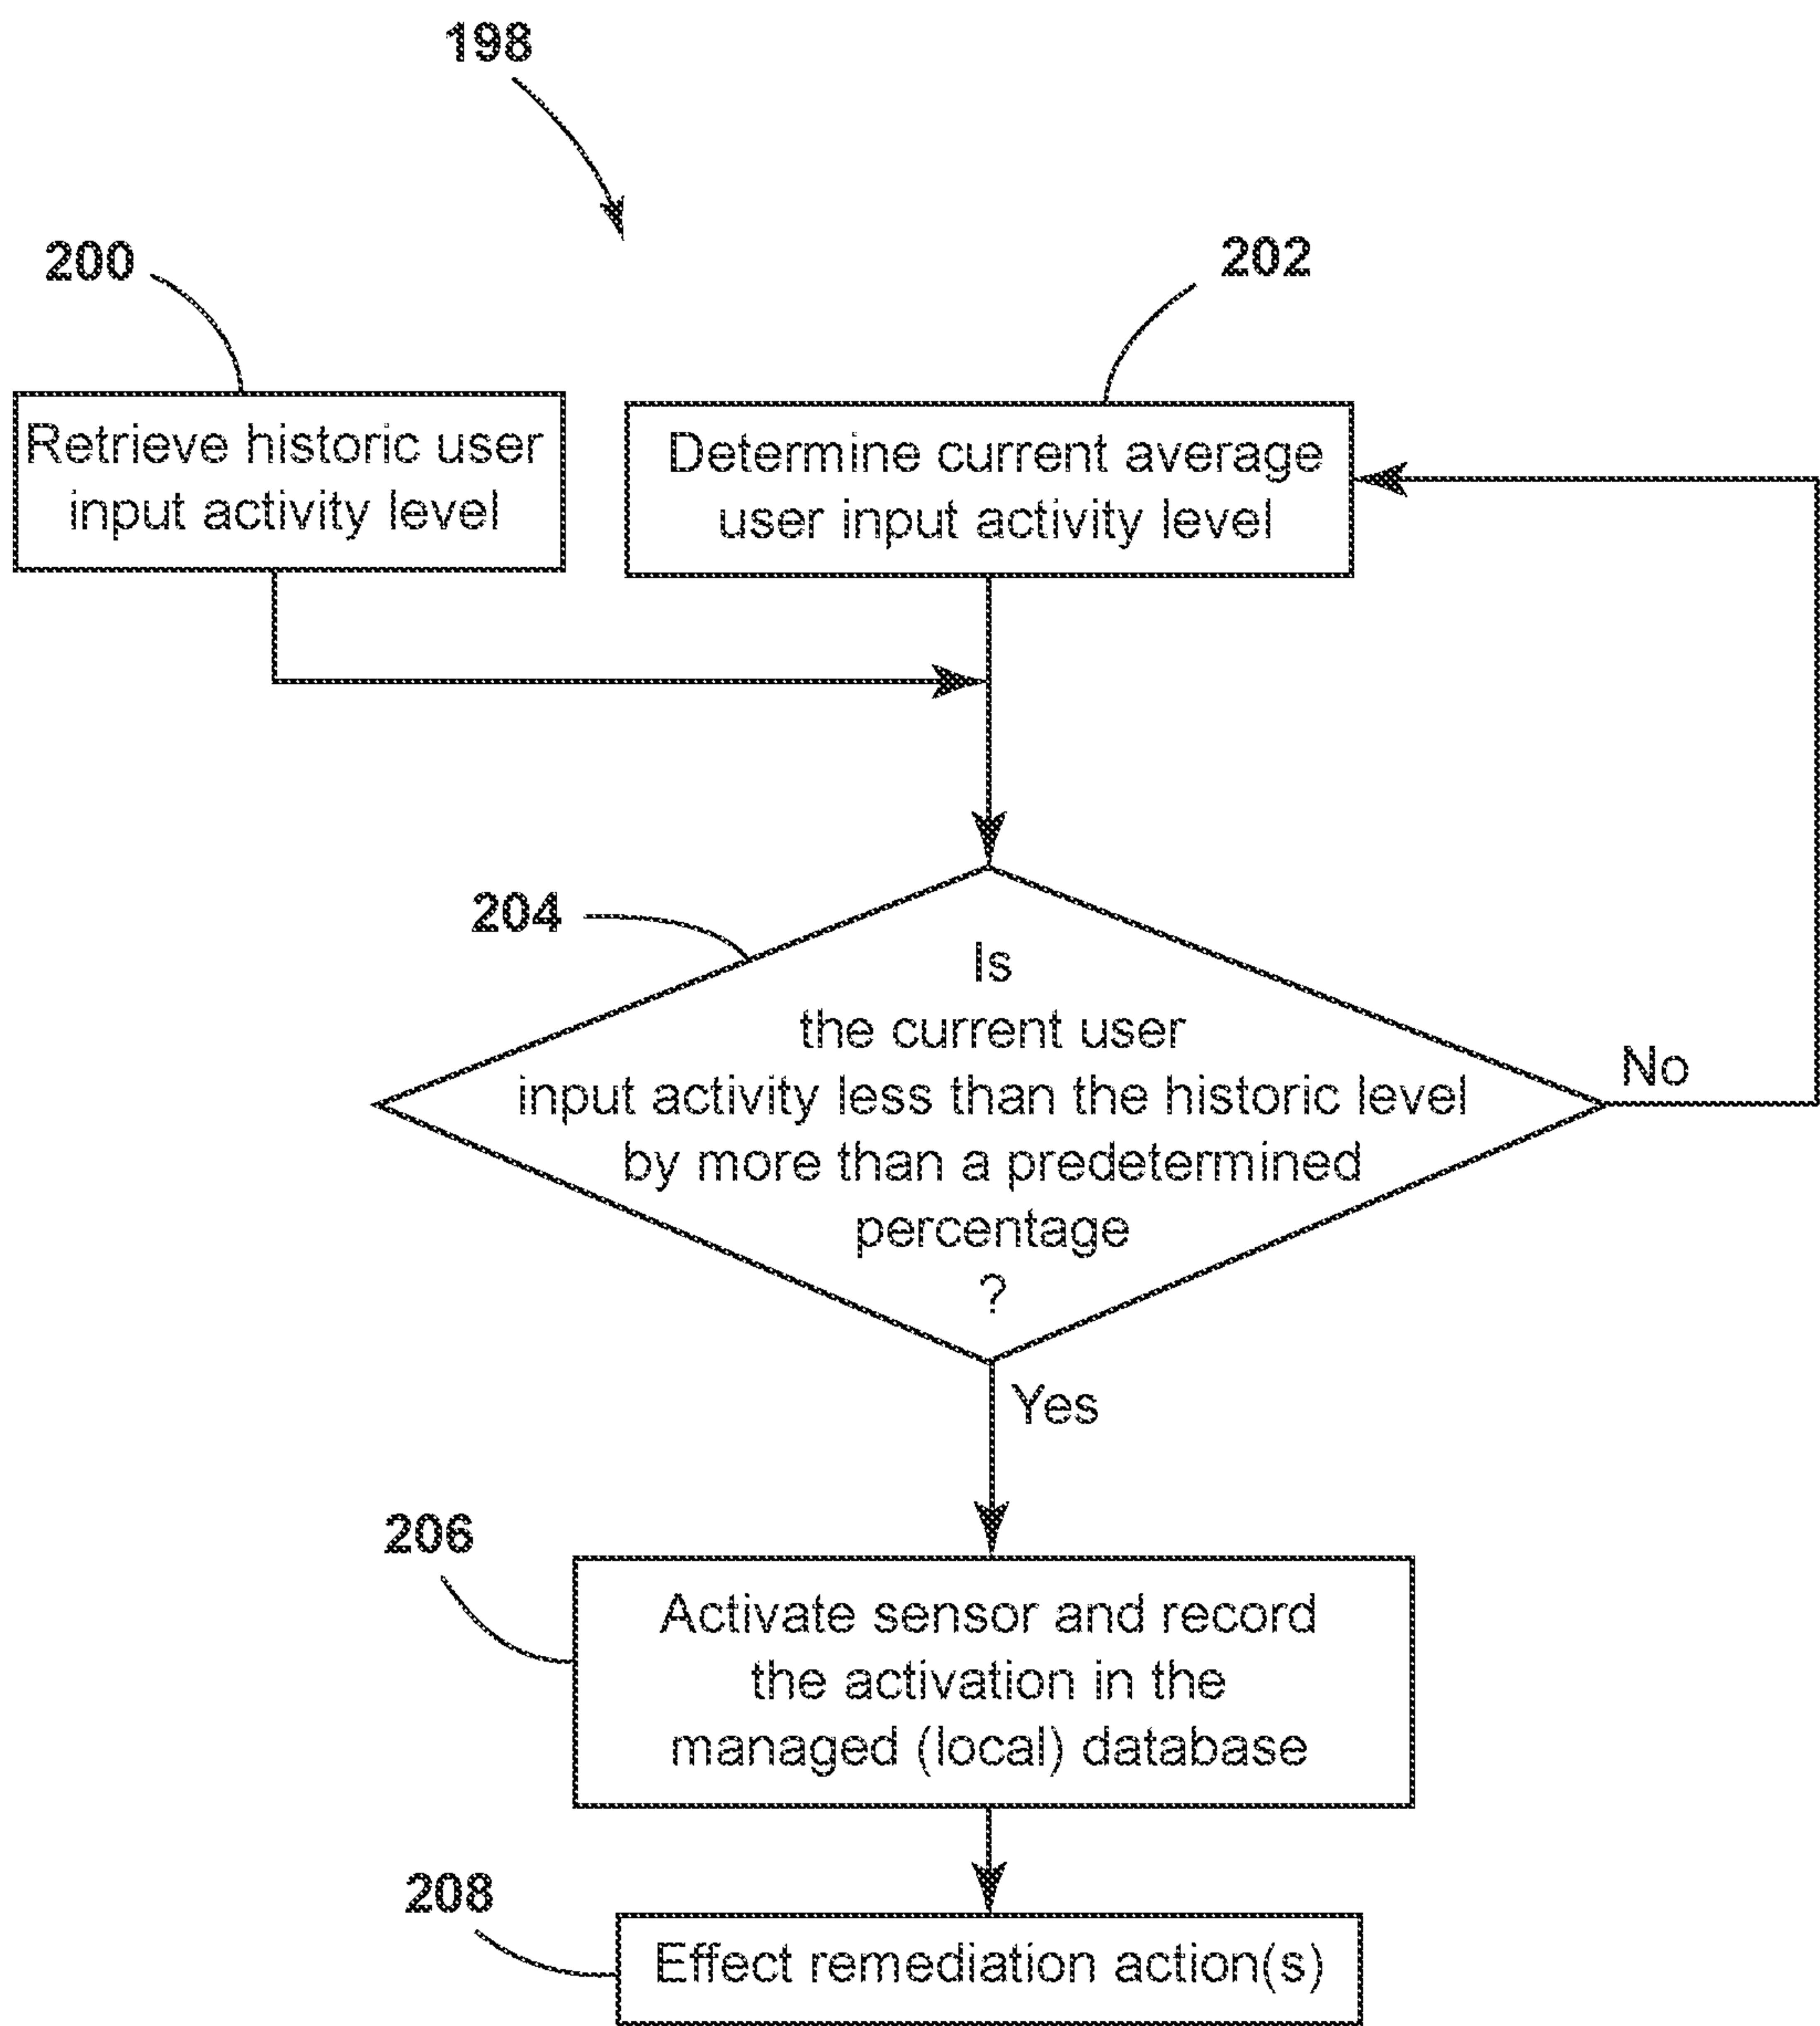 198
200
202
Retrieve historic user
input activity level
Determine current average
user input activity level
204
Is
the current user
input activity less than the historic level
by more than a predetermined
percentage
?
No
Yes
206
Activate sensor and record
the activation in the
managed (local) database
208
Effect remediation action(s)